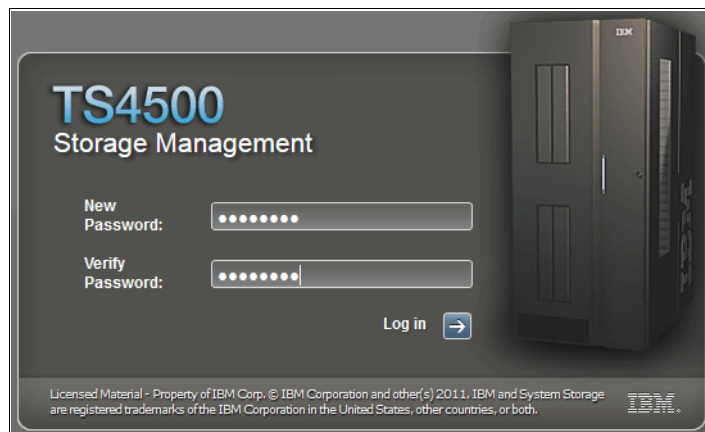 IBM
TS4500
Storage Management
New
Password:
●●●●●●●●
Verify
Password:
●●●●●●●●
Log in
IBM
Licensed Material - Property of IBM Corp. © IBM Corporation and other(s) 2011. IBM and System Storage
are registered trademarks of the IBM Corporation in the United States, other countries, or both.
IBM.